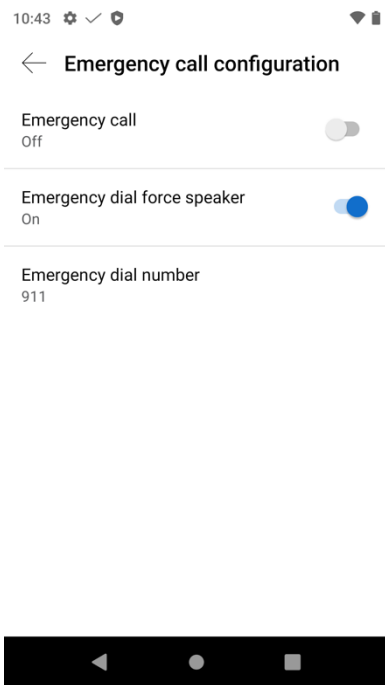 10:43
Emergency call configuration
Emergency call
Off
Emergency dial force speaker
On
Emergency dial number
911